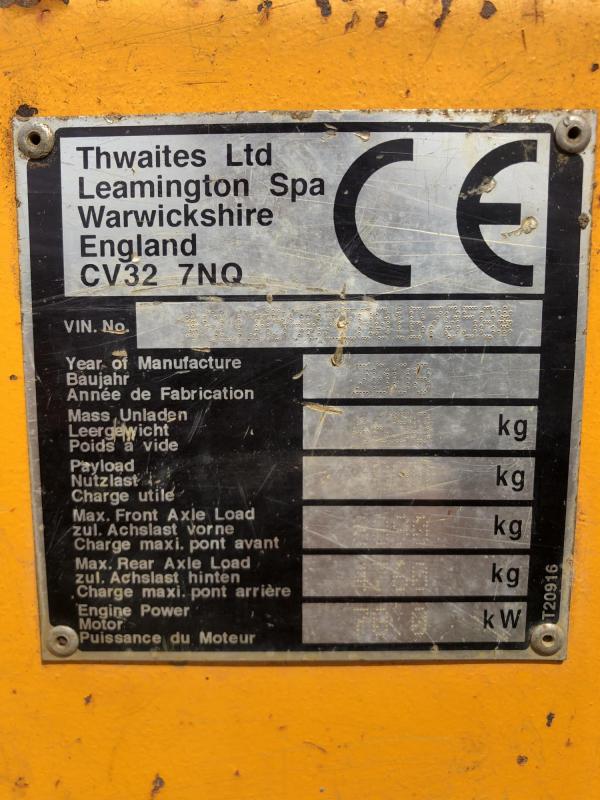 Thwaites Ltd
Leamington Spa
Warwickshire
England
CV32 7NQ
CE
VIN. No.
Year of Manufacture
Baujahr
Année de Fabrication
Mass Unladen
Leergewicht
Poids à vide
kg
Payload
Nutzlast
Charge utile
kg
Max. Front Axle Load
zul. Achslast vorne
Charge maxi. pont avant
kg
Max. Rear Axle Load
zul. Achslast hinten
Charge maxi. pont arrière
kg
Engine Power
Motor
Puissance du Moteur
kW
T20916